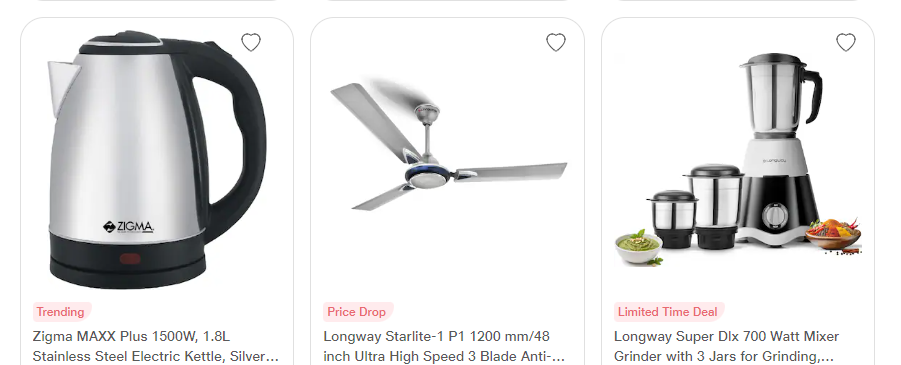 ZIGMA
Trending
Zigma MAXX Plus 1500W, 1.8L
Stainless Steel Electric Kettle, Silver...
Price Drop
Longway Starlite-1 P1 1200 mm/48
inch Ultra High Speed 3 Blade Anti-...
Limited Time Deal
Longway Super Dlx 700 Watt Mixer
Grinder with 3 Jars for Grinding,...